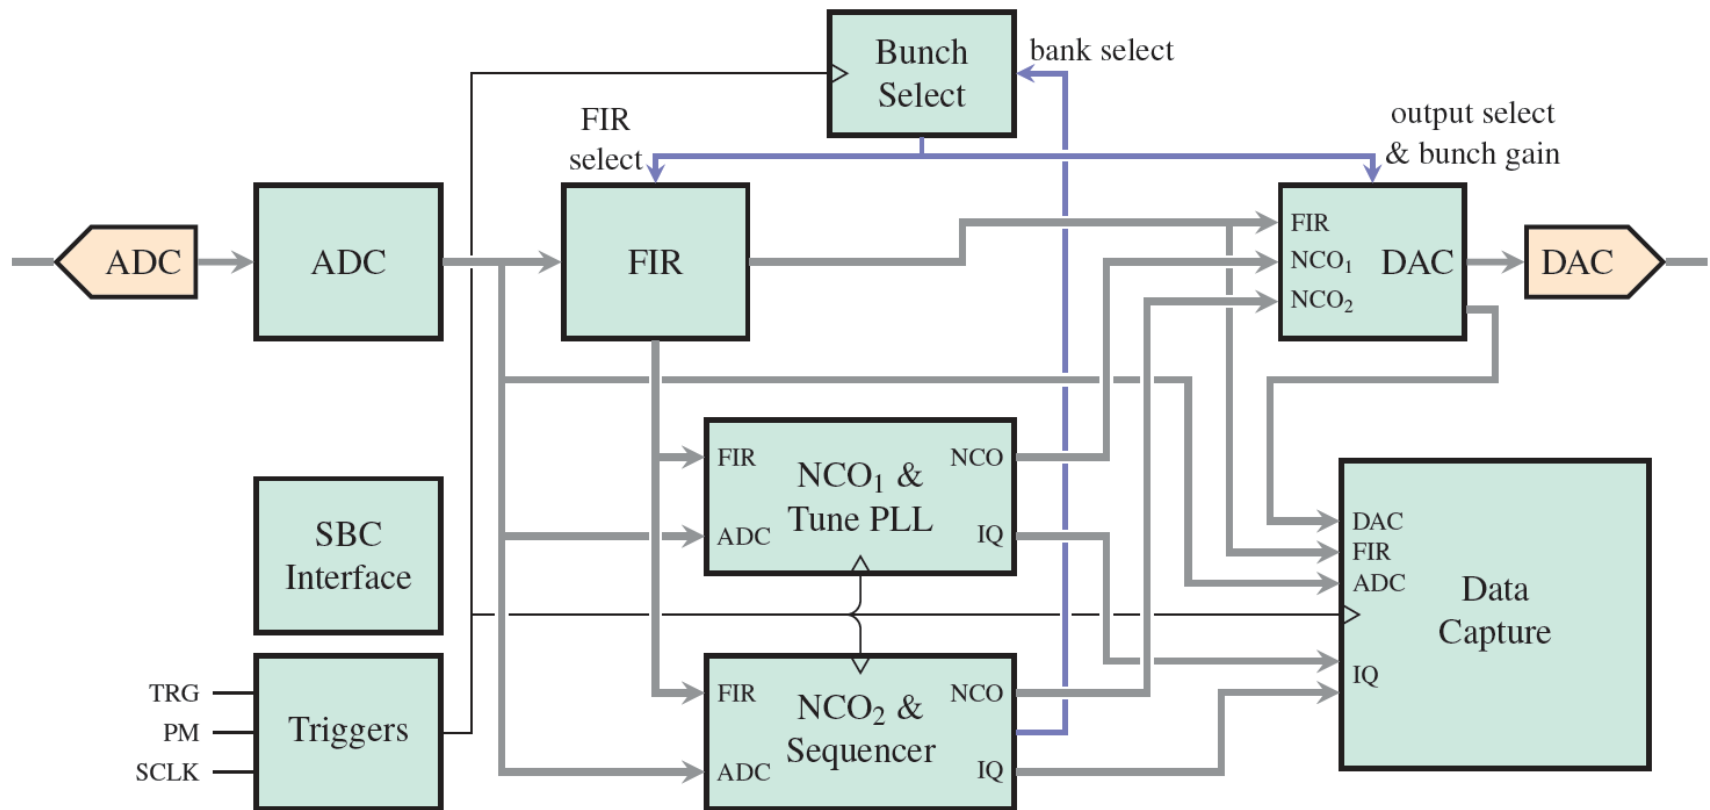 Bunch
Select
bank select
FIR
select
output select
& bunch gain
ADC
ADC
FIR
FIR
NCO₁
NCO₂
DAC
DAC
FIR
ADC
NCO₁ &
Tune PLL
NCO
IQ
SBC
Interface
DAC
FIR
ADC
IQ
Data
Capture
TRG
PM
SCLK
Triggers
FIR
ADC
NCO₂ &
Sequencer
NCO
IQ